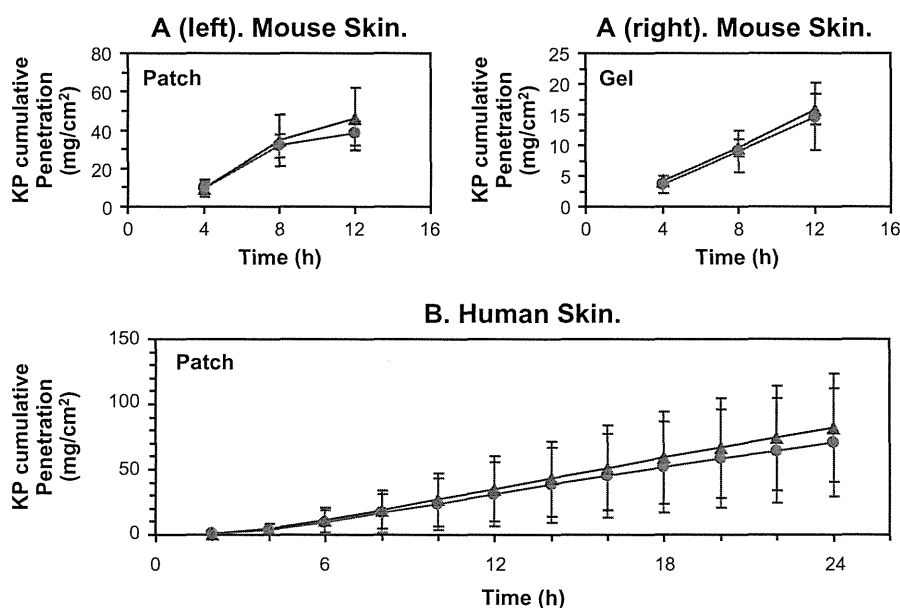 A (left). Mouse Skin.
KP cumulative
Penetration
(mg/cm²)
80
60
40
20
0
Patch
0 4 8 12 16
Time (h)
A (right). Mouse Skin.
KP cumulative
Penetration
(mg/cm²)
25
20
15
10
5
0
Gel
0 4 8 12 16
Time (h)
B. Human Skin.
KP cumulative
Penetration
(mg/cm²)
150
100
50
0
Patch
0 6 12 18 24
Time (h)